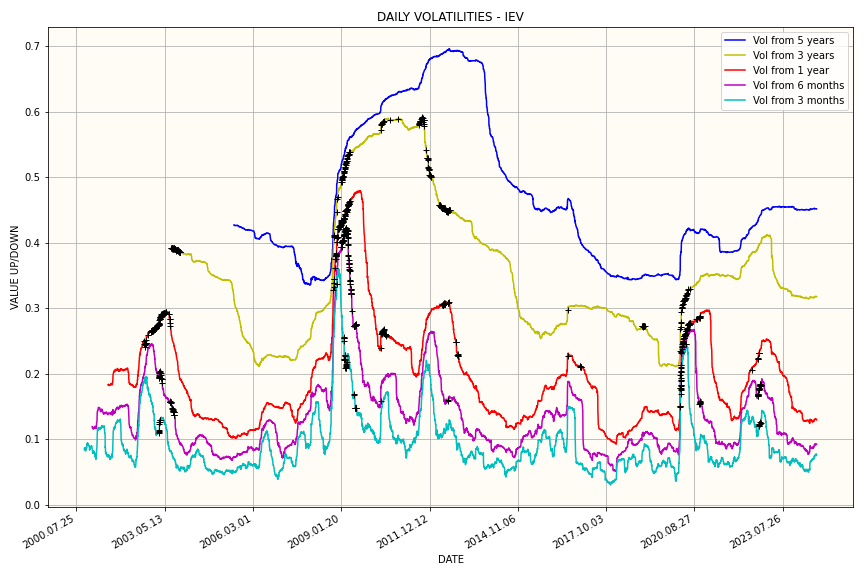 DAILY VOLATILITIES - IEV
Vol from 5 years
Vol from 3 years
Vol from 1 year
Vol from 6 months
Vol from 3 months
VALUE UP/DOWN
0.7
0.6
0.5
0.4
0.3
0.2
0.1
0.0
2000.07.25
2003.05.13
2006.03.01
2009.01.20
2011.12.12
2014.11.06
2017.10.03
2020.08.27
2023.07.26
DATE